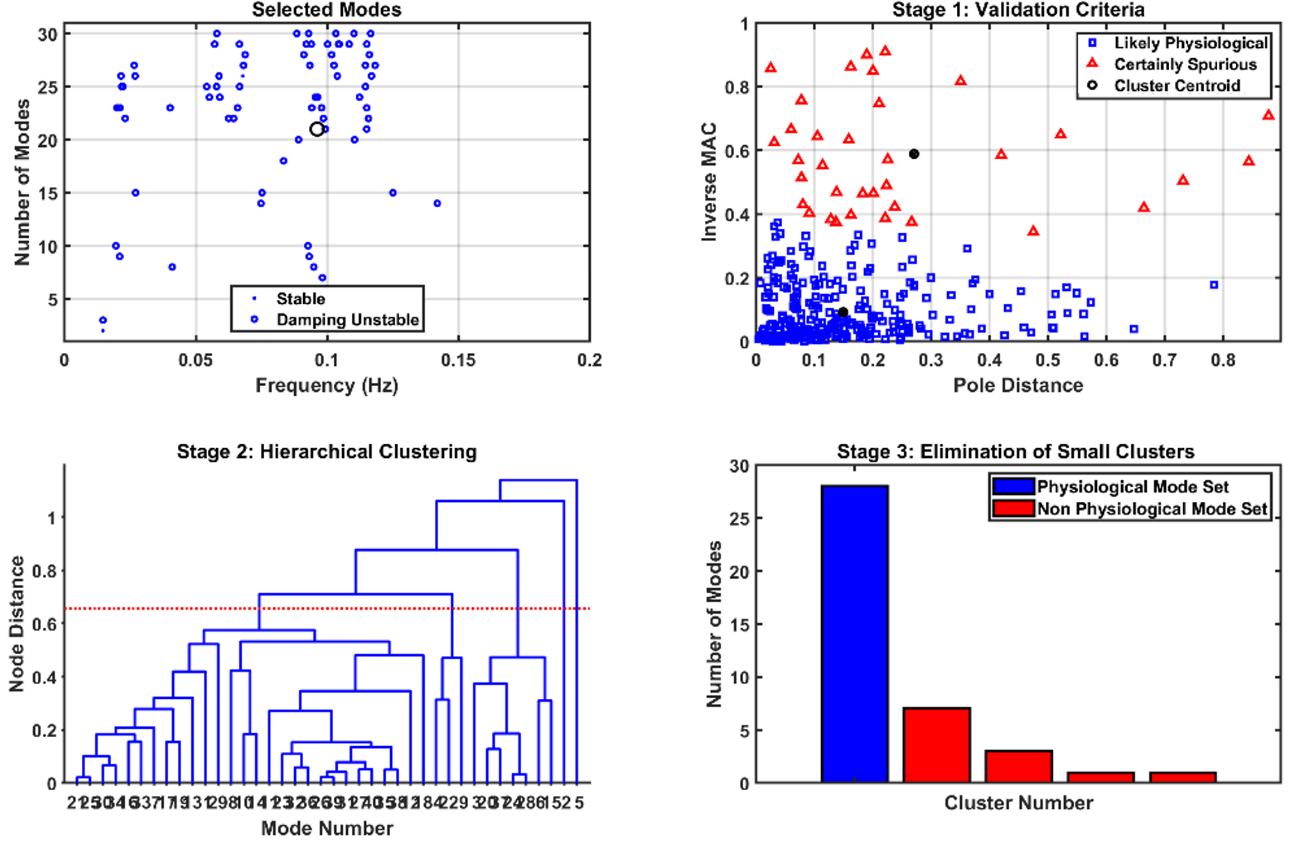 Selected Modes
Number of Modes
30
25
20
15
10
5
0
0.05
0.1
0.15
0.2
Frequency (Hz)
Stable
Damping Unstable
Stage 1: Validation Criteria
Inverse MAC
1
0.8
0.6
0.4
0.2
0
0
0.1
0.2
0.3
0.4
0.5
0.6
0.7
0.8
Pole Distance
Likely Physiological
Certainly Spurious
Cluster Centroid
Stage 2: Hierarchical Clustering
Node Distance
1
0.8
0.6
0.4
0.2
0
Mode Number
Stage 3: Elimination of Small Clusters
Number of Modes
30
25
20
15
10
5
0
Cluster Number
Physiological Mode Set
Non Physiological Mode Set